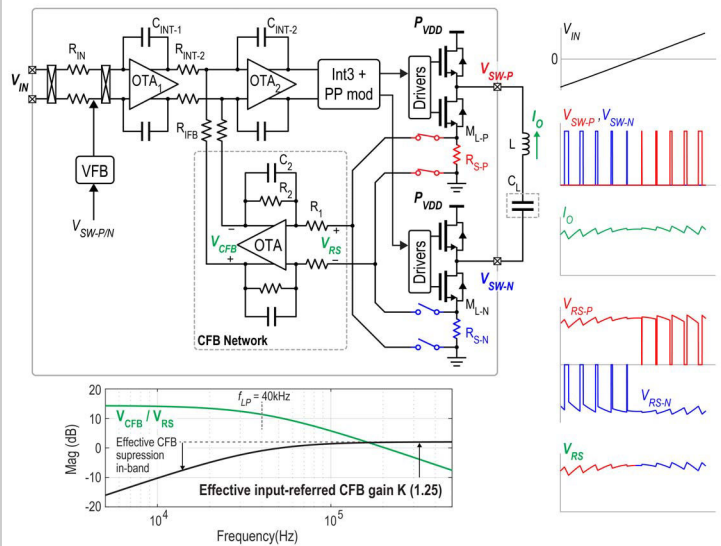 C_INT-1
C_INT-2
P_VDD
R_IN
R_INT-2
V_IN
OTA_1
OTA_2
Int3 +
PP mod
Drivers
V_SW-P
M_L-P
R_IFB
VFB
V_SW-P/N
C_2
R_2
R_1
R_S-P
OTA
V_CFB
V_RS
−
+
+
−
CFB Network
P_VDD
Drivers
V_SW-N
M_L-N
R_S-N
I_O
L
C_L
V_IN
0
V_SW-P , V_SW-N
I_O
V_RS-P
V_RS-N
V_RS
20
10
0
-10
-20
Mag (dB)
V_CFB / V_RS
f_LP = 40kHz
Effective CFB
supression
in-band
Effective input-referred CFB gain K (1.25)
10^4
10^5
Frequency(Hz)